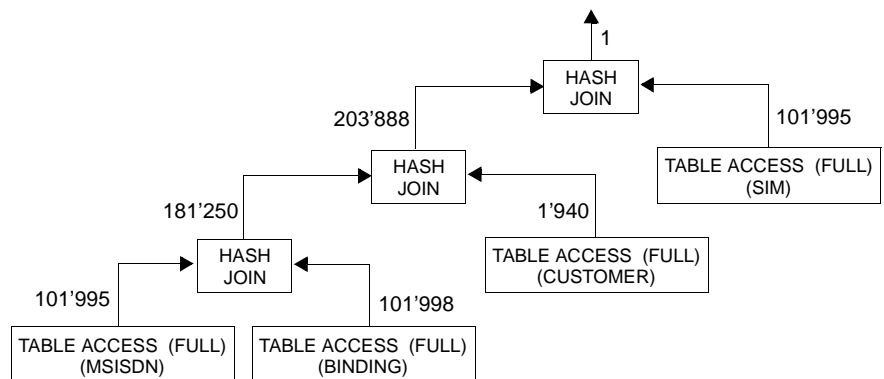 1
HASH
JOIN
203'888
101'995
HASH
JOIN
TABLE ACCESS (FULL)
(SIM)
181'250
1'940
HASH
JOIN
TABLE ACCESS (FULL)
(CUSTOMER)
101'995
101'998
TABLE ACCESS (FULL)
(MSISDN)
TABLE ACCESS (FULL)
(BINDING)